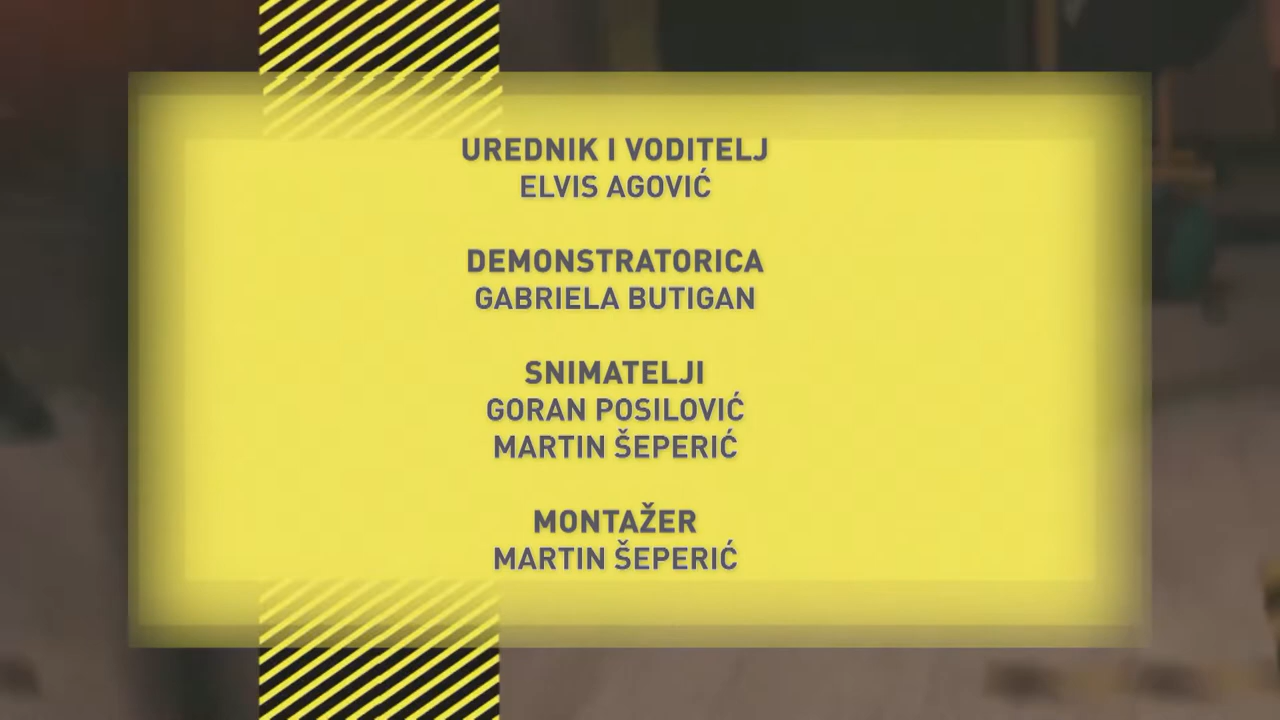 UREDNIK I VODITELJ
ELVIS AGOVIĆ
DEMONSTRATORICA
GABRIELA BUTIGAN
SNIMATELJI
GORAN POSILOVIĆ
MARTIN ŠEPERIĆ
MONTAŽER
MARTIN ŠEPERIĆ